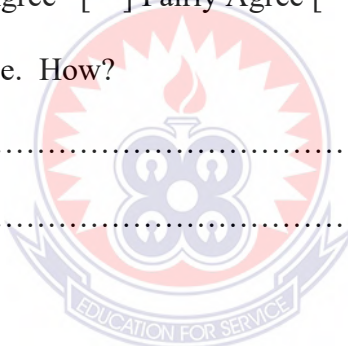 gree [ ] Fairly Agree [
e. How?
……………………………………
……………………………………
EDUCATION FOR SERVICE